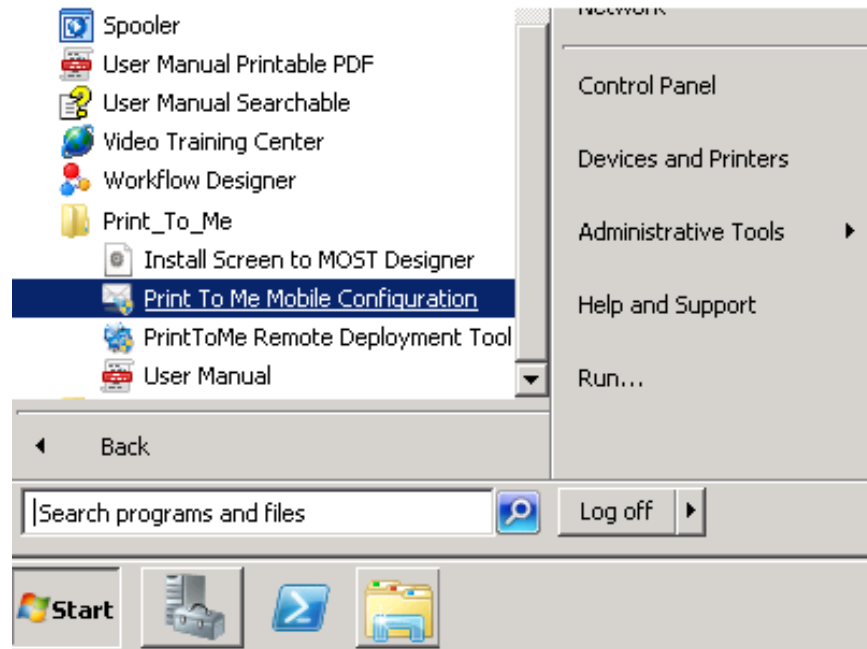 Spooler
User Manual Printable PDF
User Manual Searchable
Video Training Center
Workflow Designer
Print_To_Me
Install Screen to MOST Designer
Print To Me Mobile Configuration
PrintToMe Remote Deployment Tool
User Manual
Back
Search programs and files
Network
Control Panel
Devices and Printers
Administrative Tools
Help and Support
Run...
Log off
Start